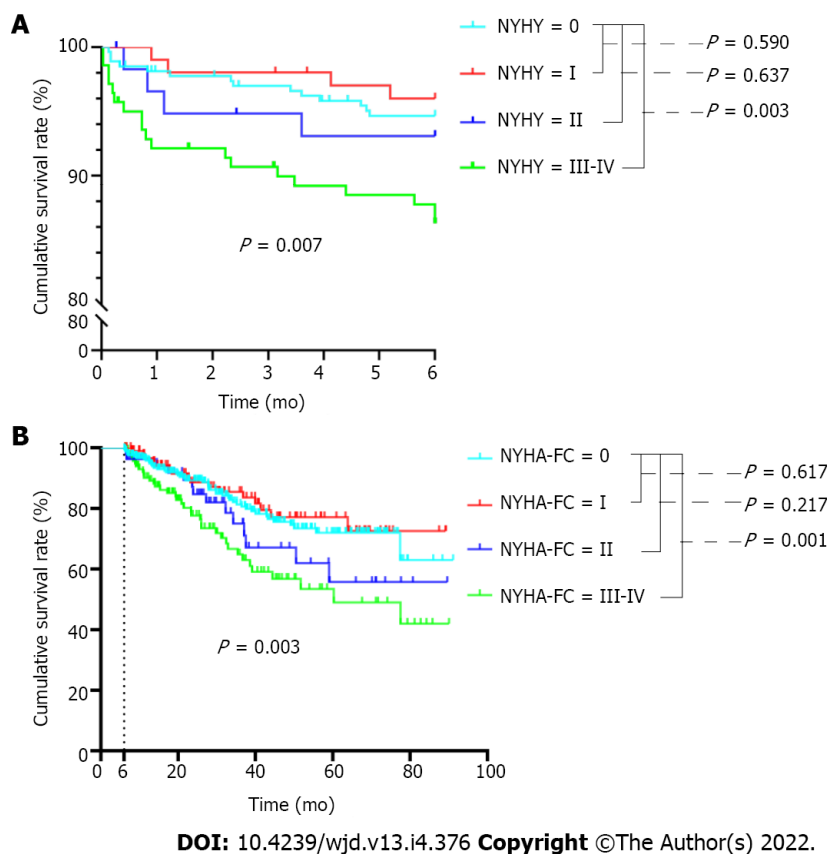 A
100
90
80
80
0
Cumulative survival rate (%)
0 1 2 3 4 5 6
Time (mo)
P = 0.007
NYHY = 0
NYHY = I
NYHY = II
NYHY = III-IV
P = 0.590
P = 0.637
P = 0.003
B
100
80
60
40
20
0
Cumulative survival rate (%)
0 6 20 40 60 80 100
Time (mo)
P = 0.003
NYHA-FC = 0
NYHA-FC = I
NYHA-FC = II
NYHA-FC = III-IV
P = 0.617
P = 0.217
P = 0.001
DOI: 10.4239/wjd.v13.i4.376 Copyright ©The Author(s) 2022.